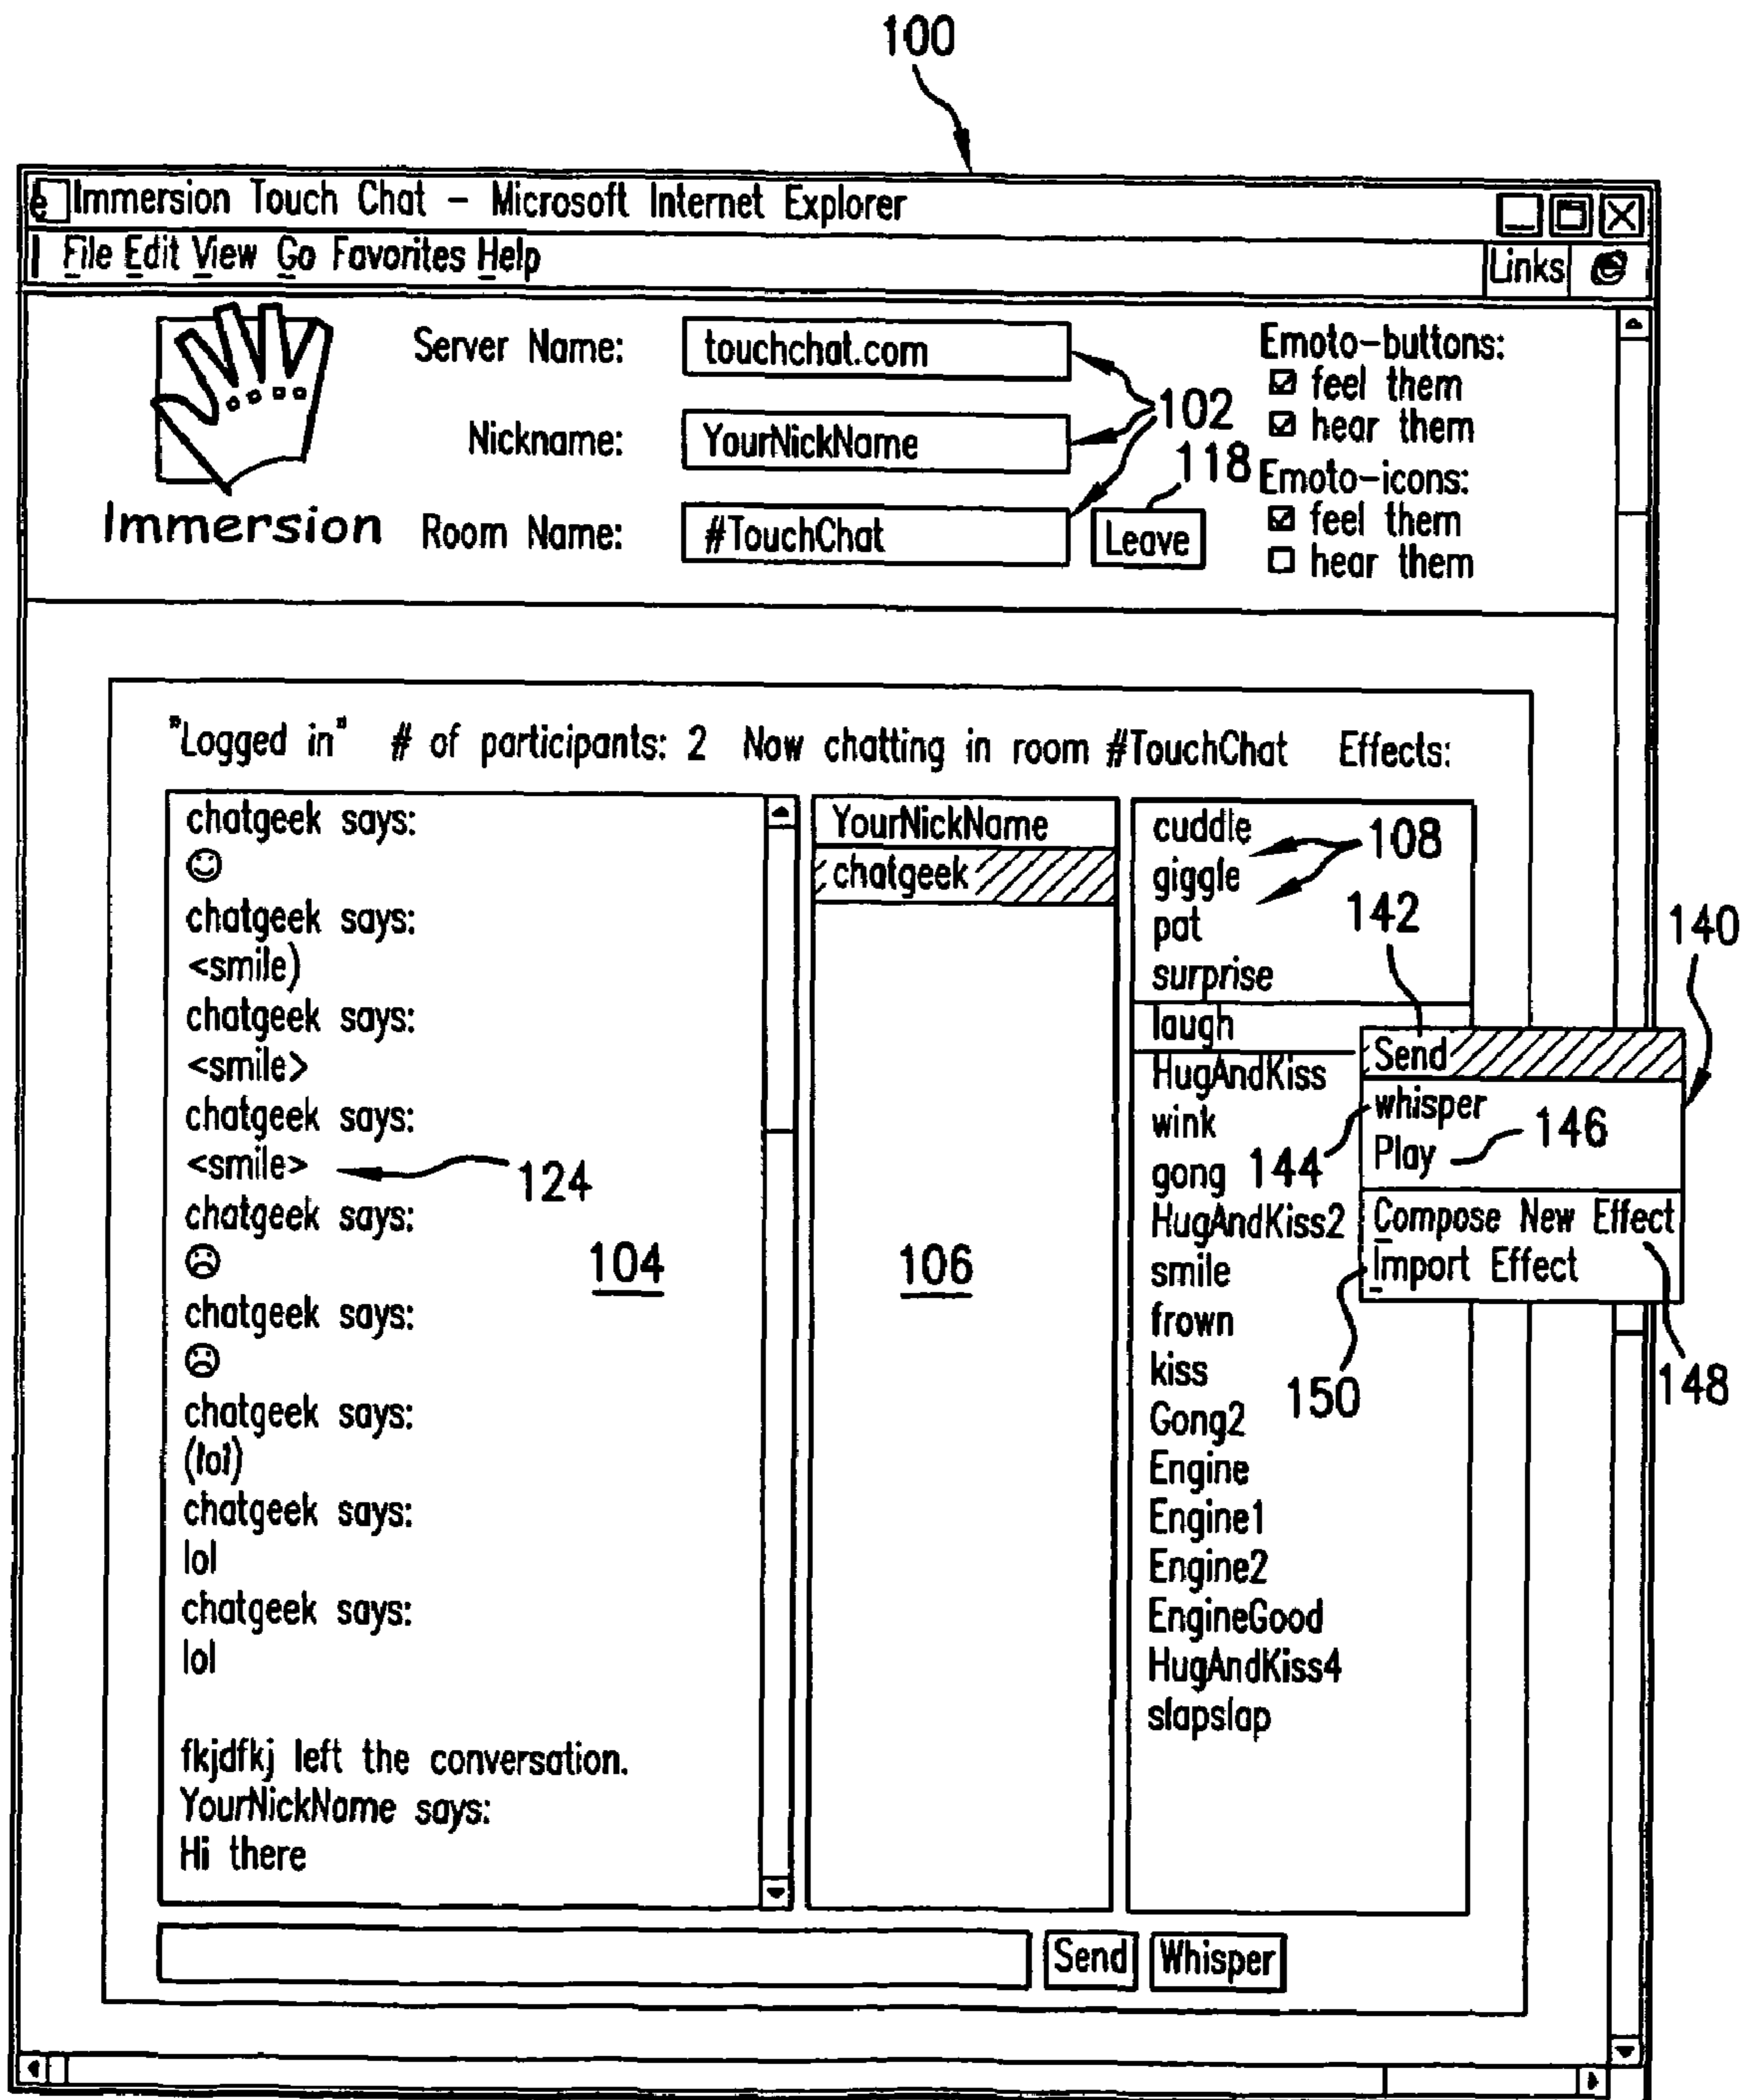 100
Immersion Touch Chat – Microsoft Internet Explorer
File Edit View Go Favorites Help
Links
Server Name: touchchat.com
Nickname: YourNickName
Room Name: #TouchChat
Leave
Immersion
102
118
Emoto-buttons:
feel them
hear them
Emoto-icons:
feel them
hear them
"Logged in" # of participants: 2 Now chatting in room #TouchChat Effects:
chatgeek says:
☺
chatgeek says:
<smile)
chatgeek says:
<smile>
chatgeek says:
<smile>
124
chatgeek says:
☹
chatgeek says:
☹
chatgeek says:
(lol)
chatgeek says:
lol
chatgeek says:
lol
fkjdfkj left the conversation.
YourNickName says:
Hi there
104
YourNickName
chatgeek
106
cuddle
giggle
pat
surprise
laugh
HugAndKiss
wink
gong
HugAndKiss2
smile
frown
kiss
Gong2
Engine
Engine1
Engine2
EngineGood
HugAndKiss4
slapslap
108
142
140
Send
whisper
Play
144
146
Compose New Effect
Import Effect
150
148
Send
Whisper